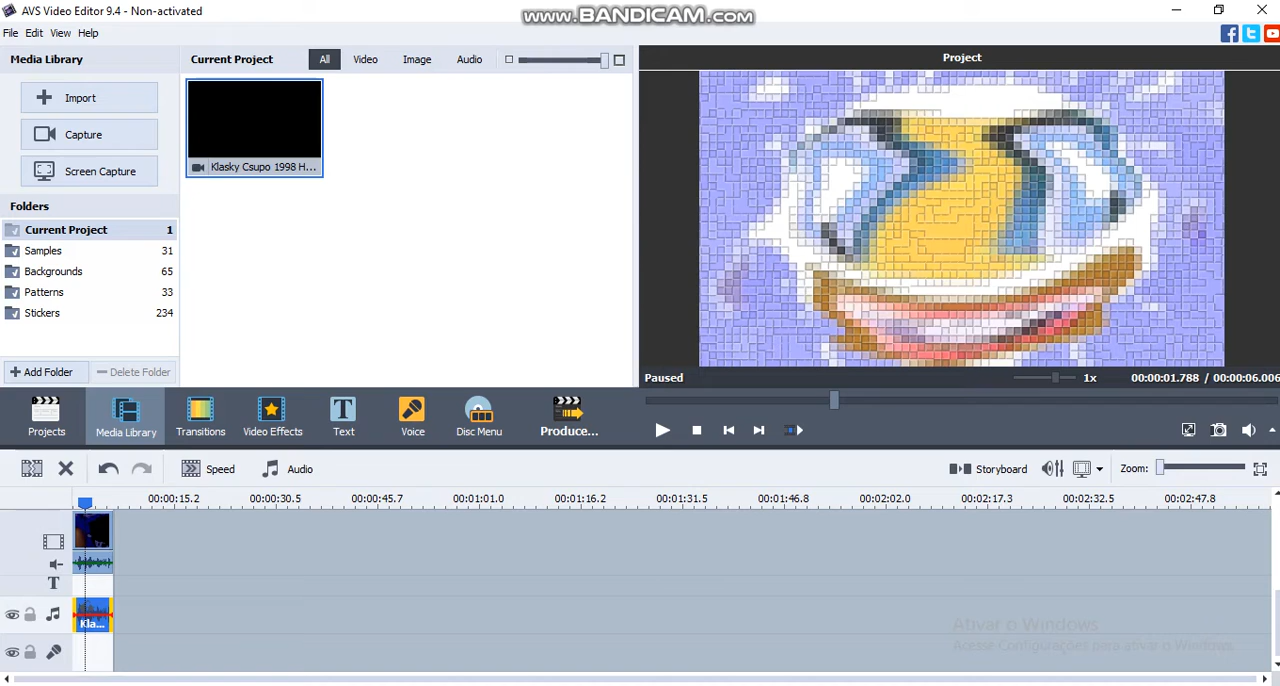 AVS Video Editor 9.4 - Non-activated
www.BANDICAM.com
File Edit View Help
Media Library
Current Project All Video Image Audio
Project
Import
Capture
Screen Capture
Klasky Csupo 1998 H...
Folders
Current Project 1
Samples 31
Backgrounds 65
Patterns 33
Stickers 234
Add Folder Delete Folder
Paused 1x 00:00:01.788 / 00:00:06.006
Projects Media Library Transitions Video Effects Text Voice Disc Menu Produce...
Speed Audio Storyboard Zoom:
00:00:15.2 00:00:30.5 00:00:45.7 00:01:01.0 00:01:16.2 00:01:31.5 00:01:46.8 00:02:02.0 00:02:17.3 00:02:32.5 00:02:47.8
T
Kla...
Ativar o Windows
Acesse Configurações para ativar o Windows.